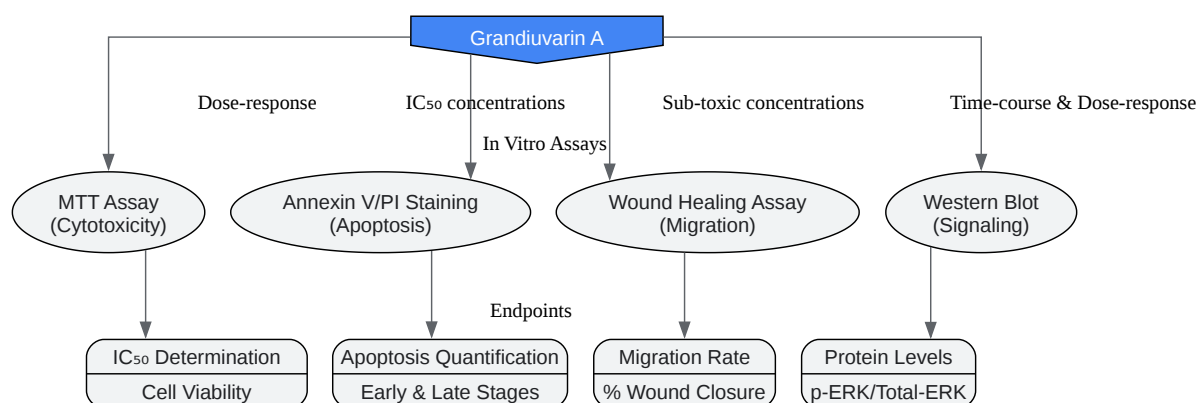 Grandiuvarin A
Dose-response
IC₅₀ concentrations
Sub-toxic concentrations
Time-course & Dose-response
In Vitro Assays
MTT Assay
(Cytotoxicity)
Annexin V/PI Staining
(Apoptosis)
Wound Healing Assay
(Migration)
Western Blot
(Signaling)
Endpoints
IC₅₀ Determination
Cell Viability
Apoptosis Quantification
Early & Late Stages
Migration Rate
% Wound Closure
Protein Levels
p-ERK/Total-ERK